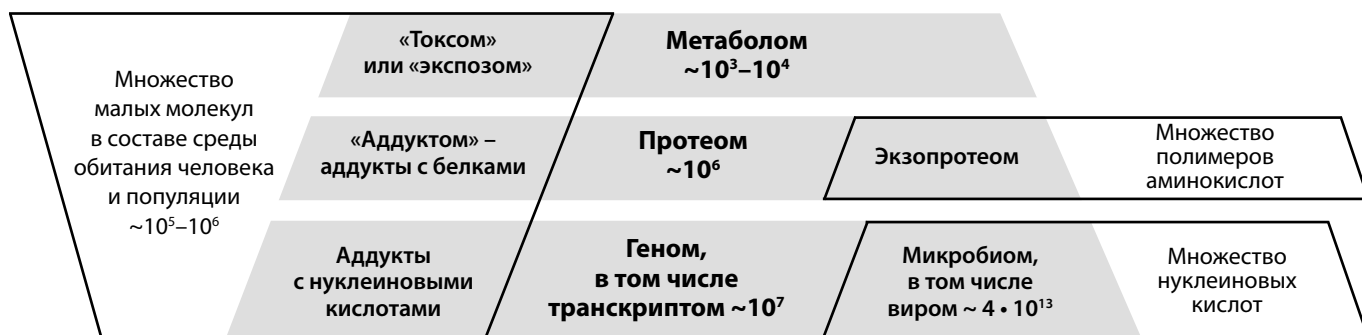 Множество
малых молекул
в составе среды
обитания человека
и популяции
~10⁵–10⁶
«Токсом»
или «экспозом»
Метаболом
~10³–10⁴
«Аддуктом» –
аддукты с белками
Протеом
~10⁶
Экзопротеом
Множество
полимеров
аминокислот
Аддукты
с нуклеиновыми
кислотами
Геном,
в том числе
транскриптом ~10⁷
Микробиом,
в том числе
виром ~ 4 • 10¹³
Множество
нуклеиновых
кислот